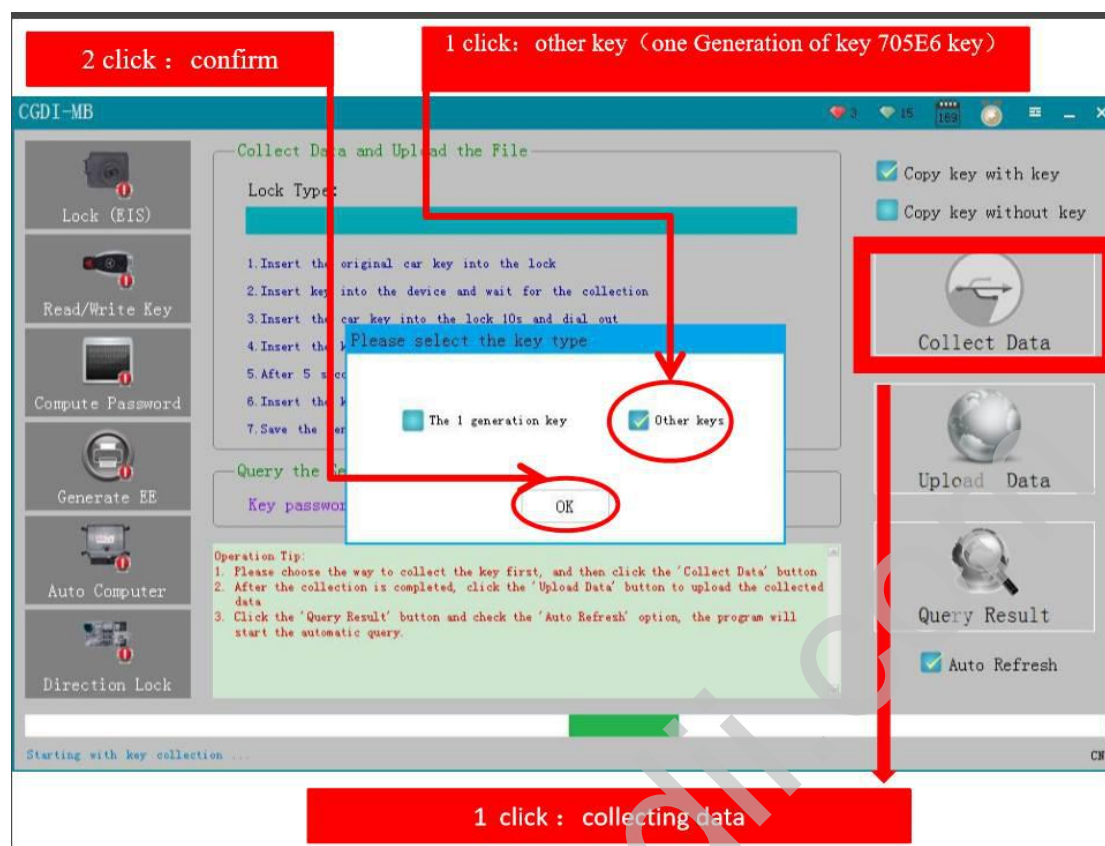 2 click： confirm
1 click：other key（one Generation of key 705E6 key）
CGDI-MB
3
15
169
Lock (EIS)
Read/Write Key
Compute Password
Generate EE
Auto Computer
Direction Lock
Collect Data and Upload the File
Lock Type:
1.Insert the original car key into the lock
2.Insert key into the device and wait for the collection
3.Insert the car key into the lock 10s and dial out
4.Insert the
5.After 5
6.Insert the
7.Save the
Please select the key type
The 1 generation key
Other keys
OK
Query the
Key
Operation Tip:
1. Please choose the way to collect the key first, and then click the 'Collect Data' button
2. After the collection is completed, click the 'Upload Data' button to upload the collected
data
3. Click the 'Query Result' button and check the 'Auto Refresh' option, the program will
start the automatic query.
Copy key with key
Copy key without key
Collect Data
Upload Data
Query Result
Auto Refresh
Starting with key collection ...
CN
1 click： collecting data